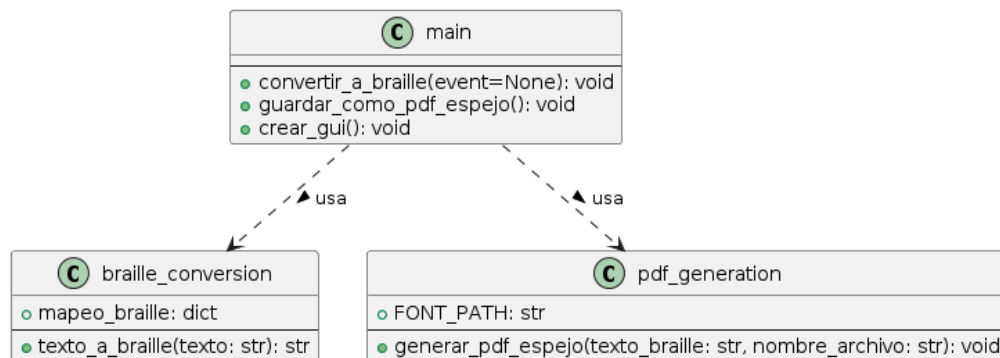 C main
convertir_a_braille(event=None): void
guardar_como_pdf_espejo(): void
crear_gui(): void
usa
usa
C braille_conversion
mapeo_braille: dict
texto_a_braille(texto: str): str
C pdf_generation
FONT_PATH: str
generar_pdf_espejo(texto_braille: str, nombre_archivo: str): void